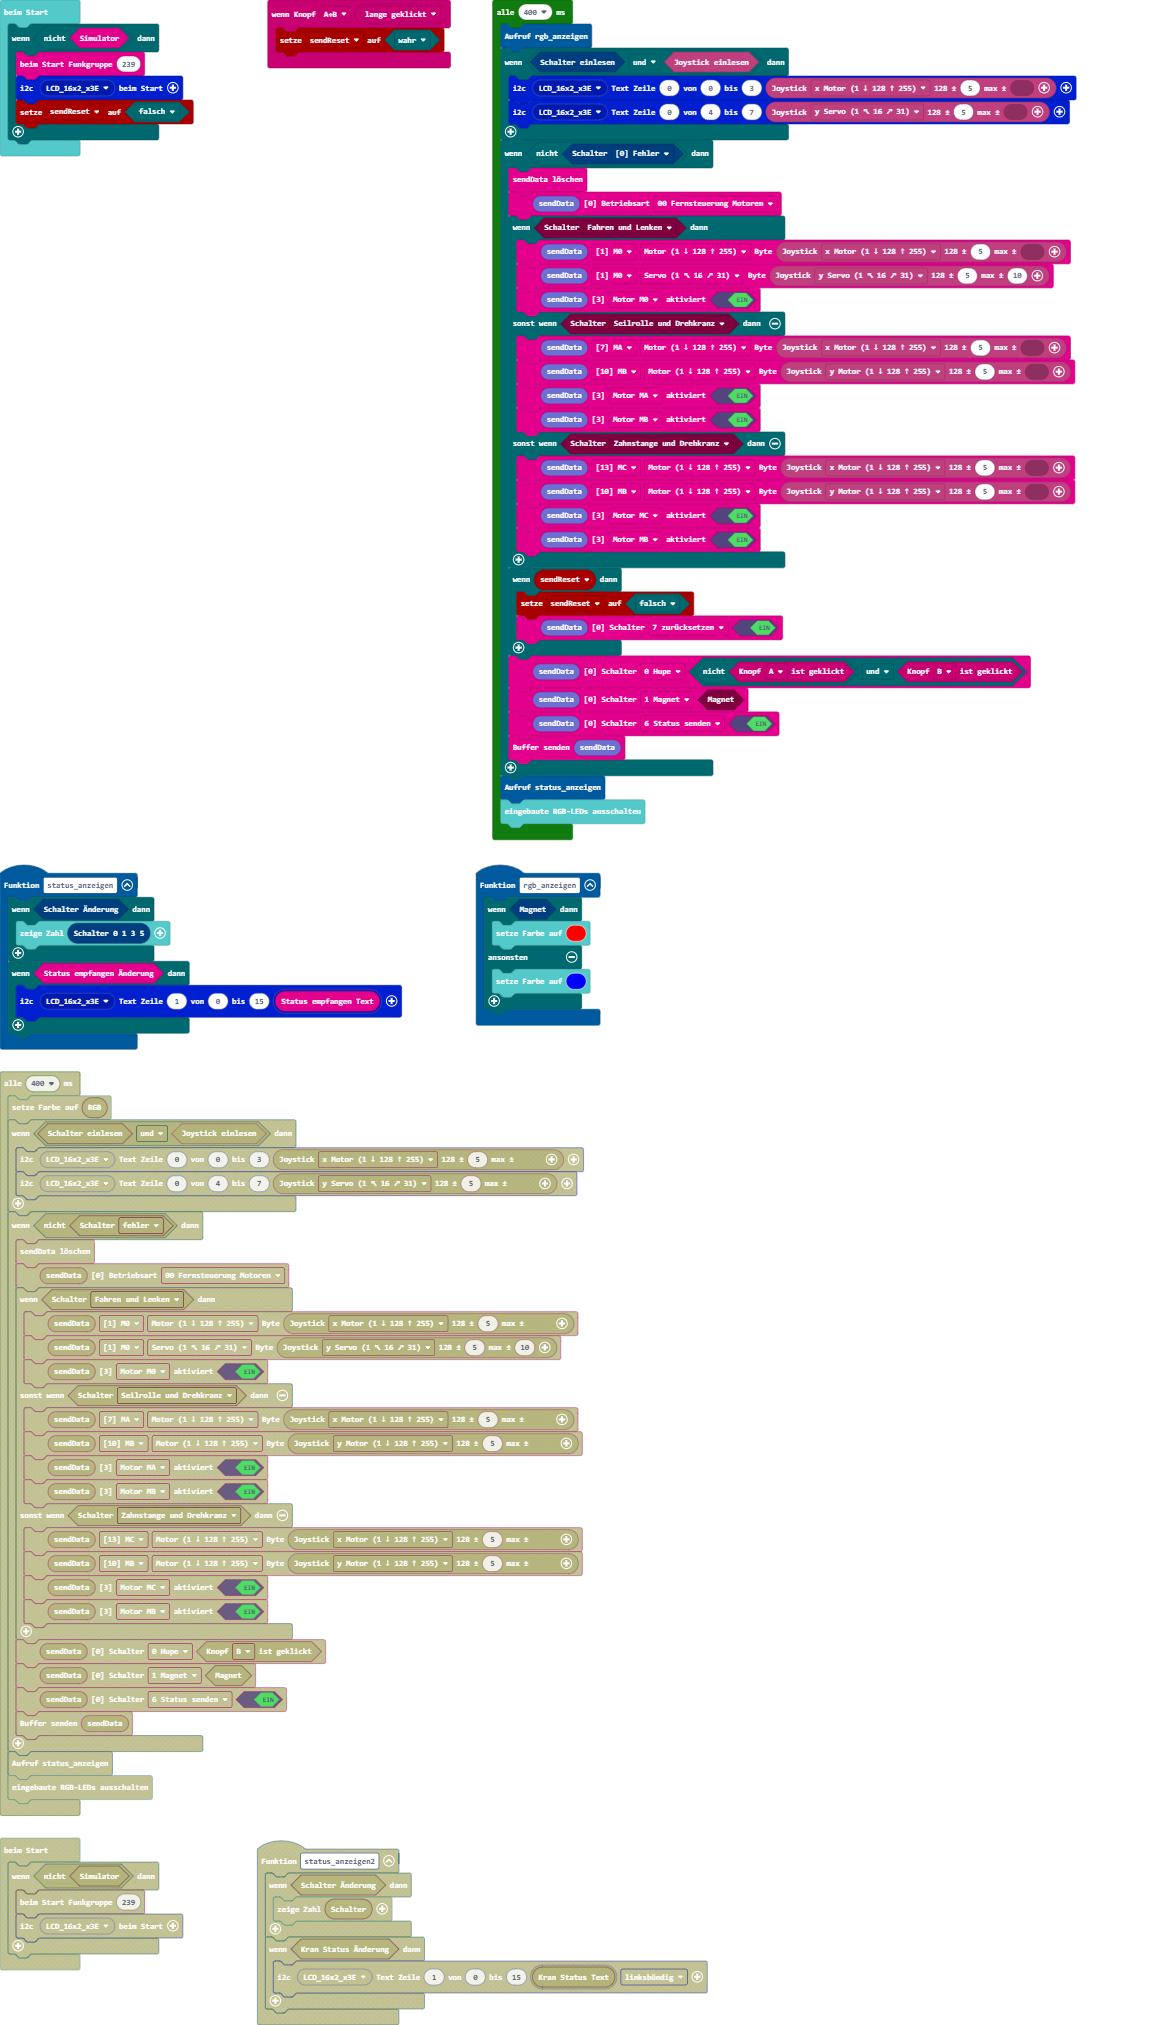 beim Start
wenn nicht Simulator dann
beim Start Funkgruppe 239
i2c LCD_16x2_x3E beim Start
setze sendReset auf falsch
wenn Knopf A+B lange geklickt
setze sendReset auf wahr
alle 400 ms
Aufruf rgb_anzeigen
wenn Schalter einlesen und Joystick einlesen dann
i2c LCD_16x2_x3E Text Zeile 0 von 0 bis 3 Joystick x Motor (1 ↓ 128 ↑ 255) 128 ± 5 max ±
i2c LCD_16x2_x3E Text Zeile 0 von 4 bis 7 Joystick y Servo (1 ↖ 16 ↗ 31) 128 ± 5 max ±
wenn nicht Schalter [0] Fehler dann
sendData löschen
sendData [0] Betriebsart 00 Fernsteuerung Motoren
wenn Schalter Fahren und Lenken dann
sendData [1] M0 Motor (1 ↓ 128 ↑ 255) Byte Joystick x Motor (1 ↓ 128 ↑ 255) 128 ± 5 max ±
sendData [1] M0 Servo (1 ↖ 16 ↗ 31) Byte Joystick y Servo (1 ↖ 16 ↗ 31) 128 ± 5 max ± 10
sendData [3] Motor M0 aktiviert EIN
sonst wenn Schalter Seilrolle und Drehkranz dann
sendData [7] MA Motor (1 ↓ 128 ↑ 255) Byte Joystick x Motor (1 ↓ 128 ↑ 255) 128 ± 5 max ±
sendData [10] MB Motor (1 ↓ 128 ↑ 255) Byte Joystick y Motor (1 ↓ 128 ↑ 255) 128 ± 5 max ±
sendData [3] Motor MA aktiviert EIN
sendData [3] Motor MB aktiviert EIN
sonst wenn Schalter Zahnstange und Drehkranz dann
sendData [13] MC Motor (1 ↓ 128 ↑ 255) Byte Joystick x Motor (1 ↓ 128 ↑ 255) 128 ± 5 max ±
sendData [10] MB Motor (1 ↓ 128 ↑ 255) Byte Joystick y Motor (1 ↓ 128 ↑ 255) 128 ± 5 max ±
sendData [3] Motor MC aktiviert EIN
sendData [3] Motor MB aktiviert EIN
wenn sendReset dann
setze sendReset auf falsch
sendData [0] Schalter 7 zurücksetzen EIN
sendData [0] Schalter 0 Hupe nicht Knopf A ist geklickt und Knopf B ist geklickt
sendData [0] Schalter 1 Magnet Magnet
sendData [0] Schalter 6 Status senden EIN
Buffer senden sendData
Aufruf status_anzeigen
eingebaute RGB-LEDs ausschalten
Funktion status_anzeigen
wenn Schalter Änderung dann
zeige Zahl Schalter 0 1 3 5
wenn Status empfangen Änderung dann
i2c LCD_16x2_x3E Text Zeile 1 von 0 bis 15 Status empfangen Text
Funktion rgb_anzeigen
wenn Magnet dann
setze Farbe auf
ansonsten
setze Farbe auf
alle 400 ms
setze Farbe auf RGB
wenn Schalter einlesen und Joystick einlesen dann
i2c LCD_16x2_x3E Text Zeile 0 von 0 bis 3 Joystick x Motor (1 ↓ 128 ↑ 255) 128 ± 5 max ±
i2c LCD_16x2_x3E Text Zeile 0 von 4 bis 7 Joystick y Servo (1 ↖ 16 ↗ 31) 128 ± 5 max ±
wenn nicht Schalter fehler dann
sendData löschen
sendData [0] Betriebsart 00 Fernsteuerung Motoren
wenn Schalter Fahren und Lenken dann
sendData [1] M0 Motor (1 ↓ 128 ↑ 255) Byte Joystick x Motor (1 ↓ 128 ↑ 255) 128 ± 5 max ±
sendData [1] M0 Servo (1 ↖ 16 ↗ 31) Byte Joystick y Servo (1 ↖ 16 ↗ 31) 128 ± 5 max ± 10
sendData [3] Motor M0 aktiviert EIN
sonst wenn Schalter Seilrolle und Drehkranz dann
sendData [7] MA Motor (1 ↓ 128 ↑ 255) Byte Joystick x Motor (1 ↓ 128 ↑ 255) 128 ± 5 max ±
sendData [10] MB Motor (1 ↓ 128 ↑ 255) Byte Joystick y Motor (1 ↓ 128 ↑ 255) 128 ± 5 max ±
sendData [3] Motor MA aktiviert EIN
sendData [3] Motor MB aktiviert EIN
sonst wenn Schalter Zahnstange und Drehkranz dann
sendData [13] MC Motor (1 ↓ 128 ↑ 255) Byte Joystick x Motor (1 ↓ 128 ↑ 255) 128 ± 5 max ±
sendData [10] MB Motor (1 ↓ 128 ↑ 255) Byte Joystick y Motor (1 ↓ 128 ↑ 255) 128 ± 5 max ±
sendData [3] Motor MC aktiviert EIN
sendData [3] Motor MB aktiviert EIN
sendData [0] Schalter 0 Hupe Knopf B ist geklickt
sendData [0] Schalter 1 Magnet Magnet
sendData [0] Schalter 6 Status senden EIN
Buffer senden sendData
Aufruf status_anzeigen
eingebaute RGB-LEDs ausschalten
beim Start
wenn nicht Simulator dann
beim Start Funkgruppe 239
i2c LCD_16x2_x3E beim Start
Funktion status_anzeigen2
wenn Schalter Änderung dann
zeige Zahl Schalter
wenn Kran Status Änderung dann
i2c LCD_16x2_x3E Text Zeile 1 von 0 bis 15 Kran Status Text linksbündig